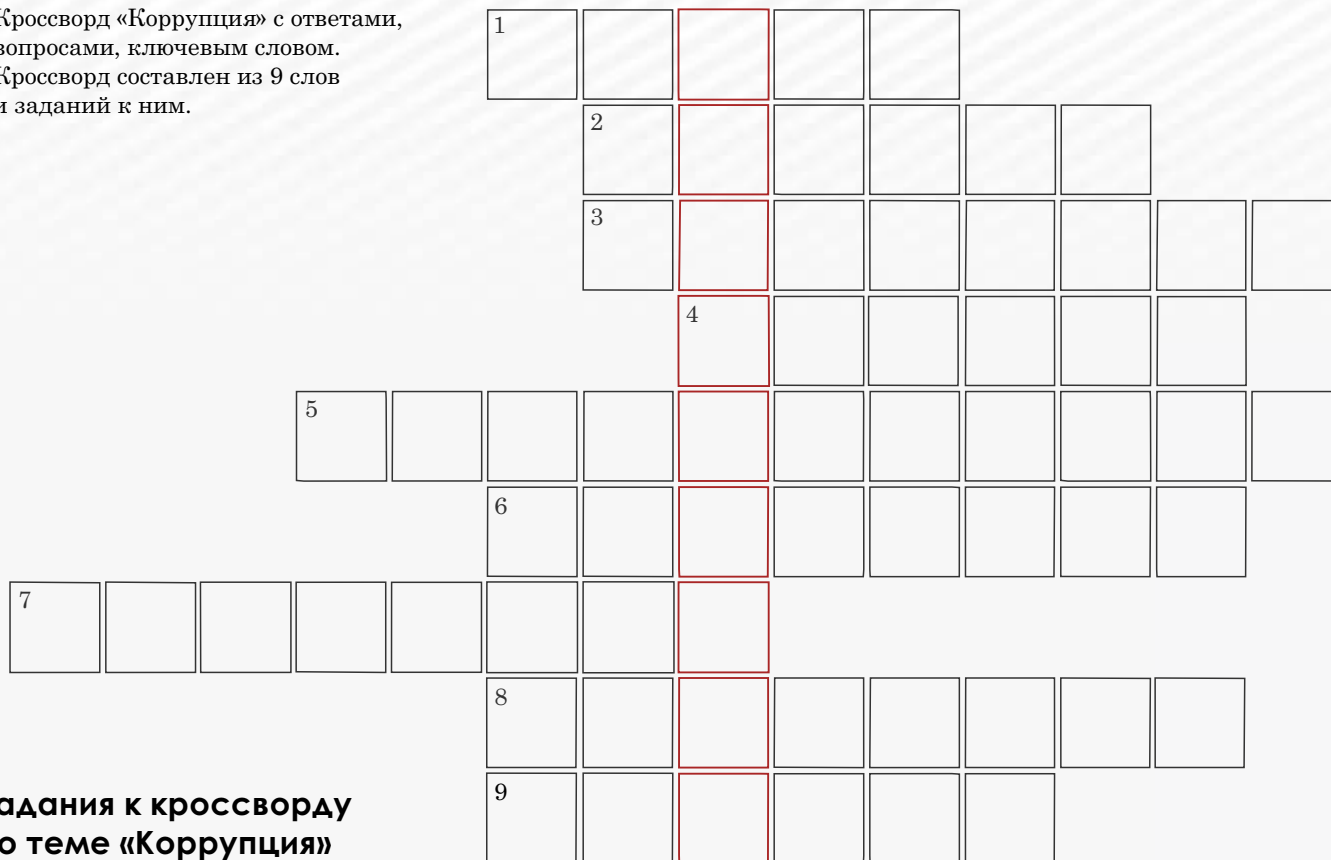 Кроссворд «Коррупция» с ответами,
вопросами, ключевым словом.
Кроссворд составлен из 9 слов
и заданий к ним.
1
2
3
4
5
6
7
8
9
адания к кроссворду
о теме «Коррупция»